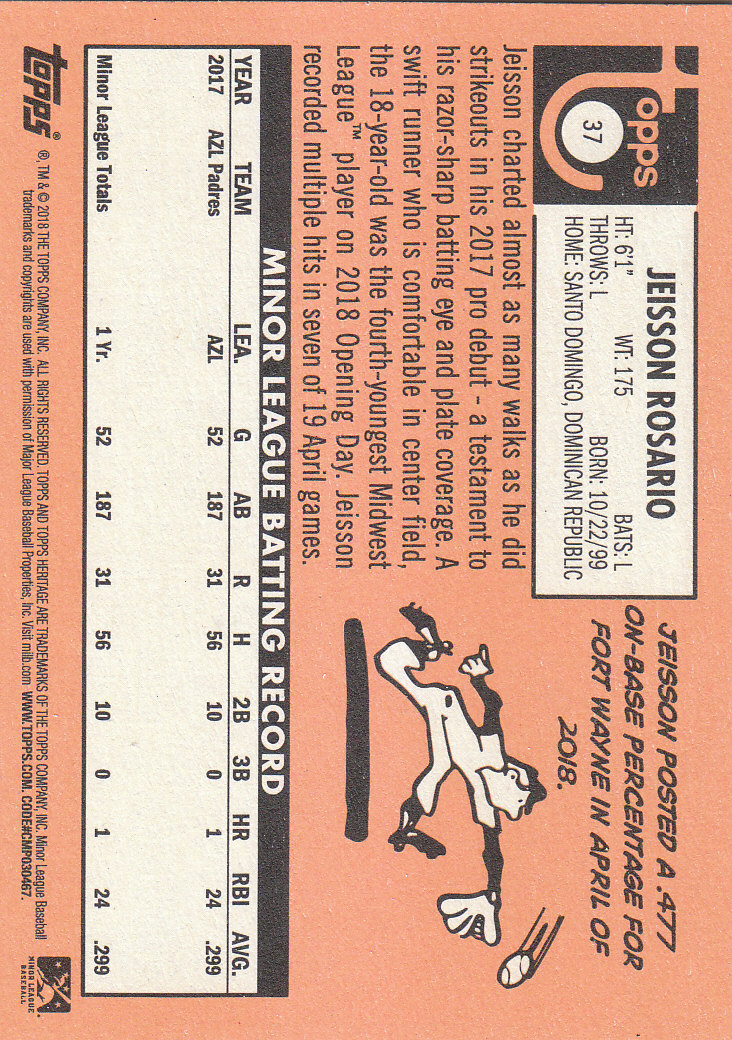 Topps
37
JEISSON ROSARIO
HT: 6'1" WT: 175 BATS: L
THROWS: L BORN: 10/22/99
HOME: SANTO DOMINGO, DOMINICAN REPUBLIC
JEISSON POSTED A .477
ON-BASE PERCENTAGE FOR
FORT WAYNE IN APRIL OF
2018.
Jeisson charted almost as many walks as he did
strikeouts in his 2017 pro debut - a testament to
his razor-sharp batting eye and plate coverage. A
swift runner who is comfortable in center field,
the 18-year-old was the fourth-youngest Midwest
League™ player on 2018 Opening Day. Jeisson
recorded multiple hits in seven of 19 April games.
MINOR LEAGUE BATTING RECORD
YEAR TEAM LEA. G AB R H 2B 3B HR RBI AVG.
2017 AZL Padres AZL 52 187 31 56 10 0 1 24 .299
Minor League Totals 1 Yr. 52 187 31 56 10 0 1 24 .299
Topps®
®, TM & © 2018 THE TOPPS COMPANY, INC. ALL RIGHTS RESERVED. TOPPS AND TOPPS HERITAGE ARE TRADEMARKS OF THE TOPPS COMPANY, INC. Minor League Baseball
trademarks and copyrights are used with permission of Major League Baseball Properties, Inc. Visit milb.com WWW.TOPPS.COM. CODE#CMP030467.
MINOR LEAGUE
BASEBALL